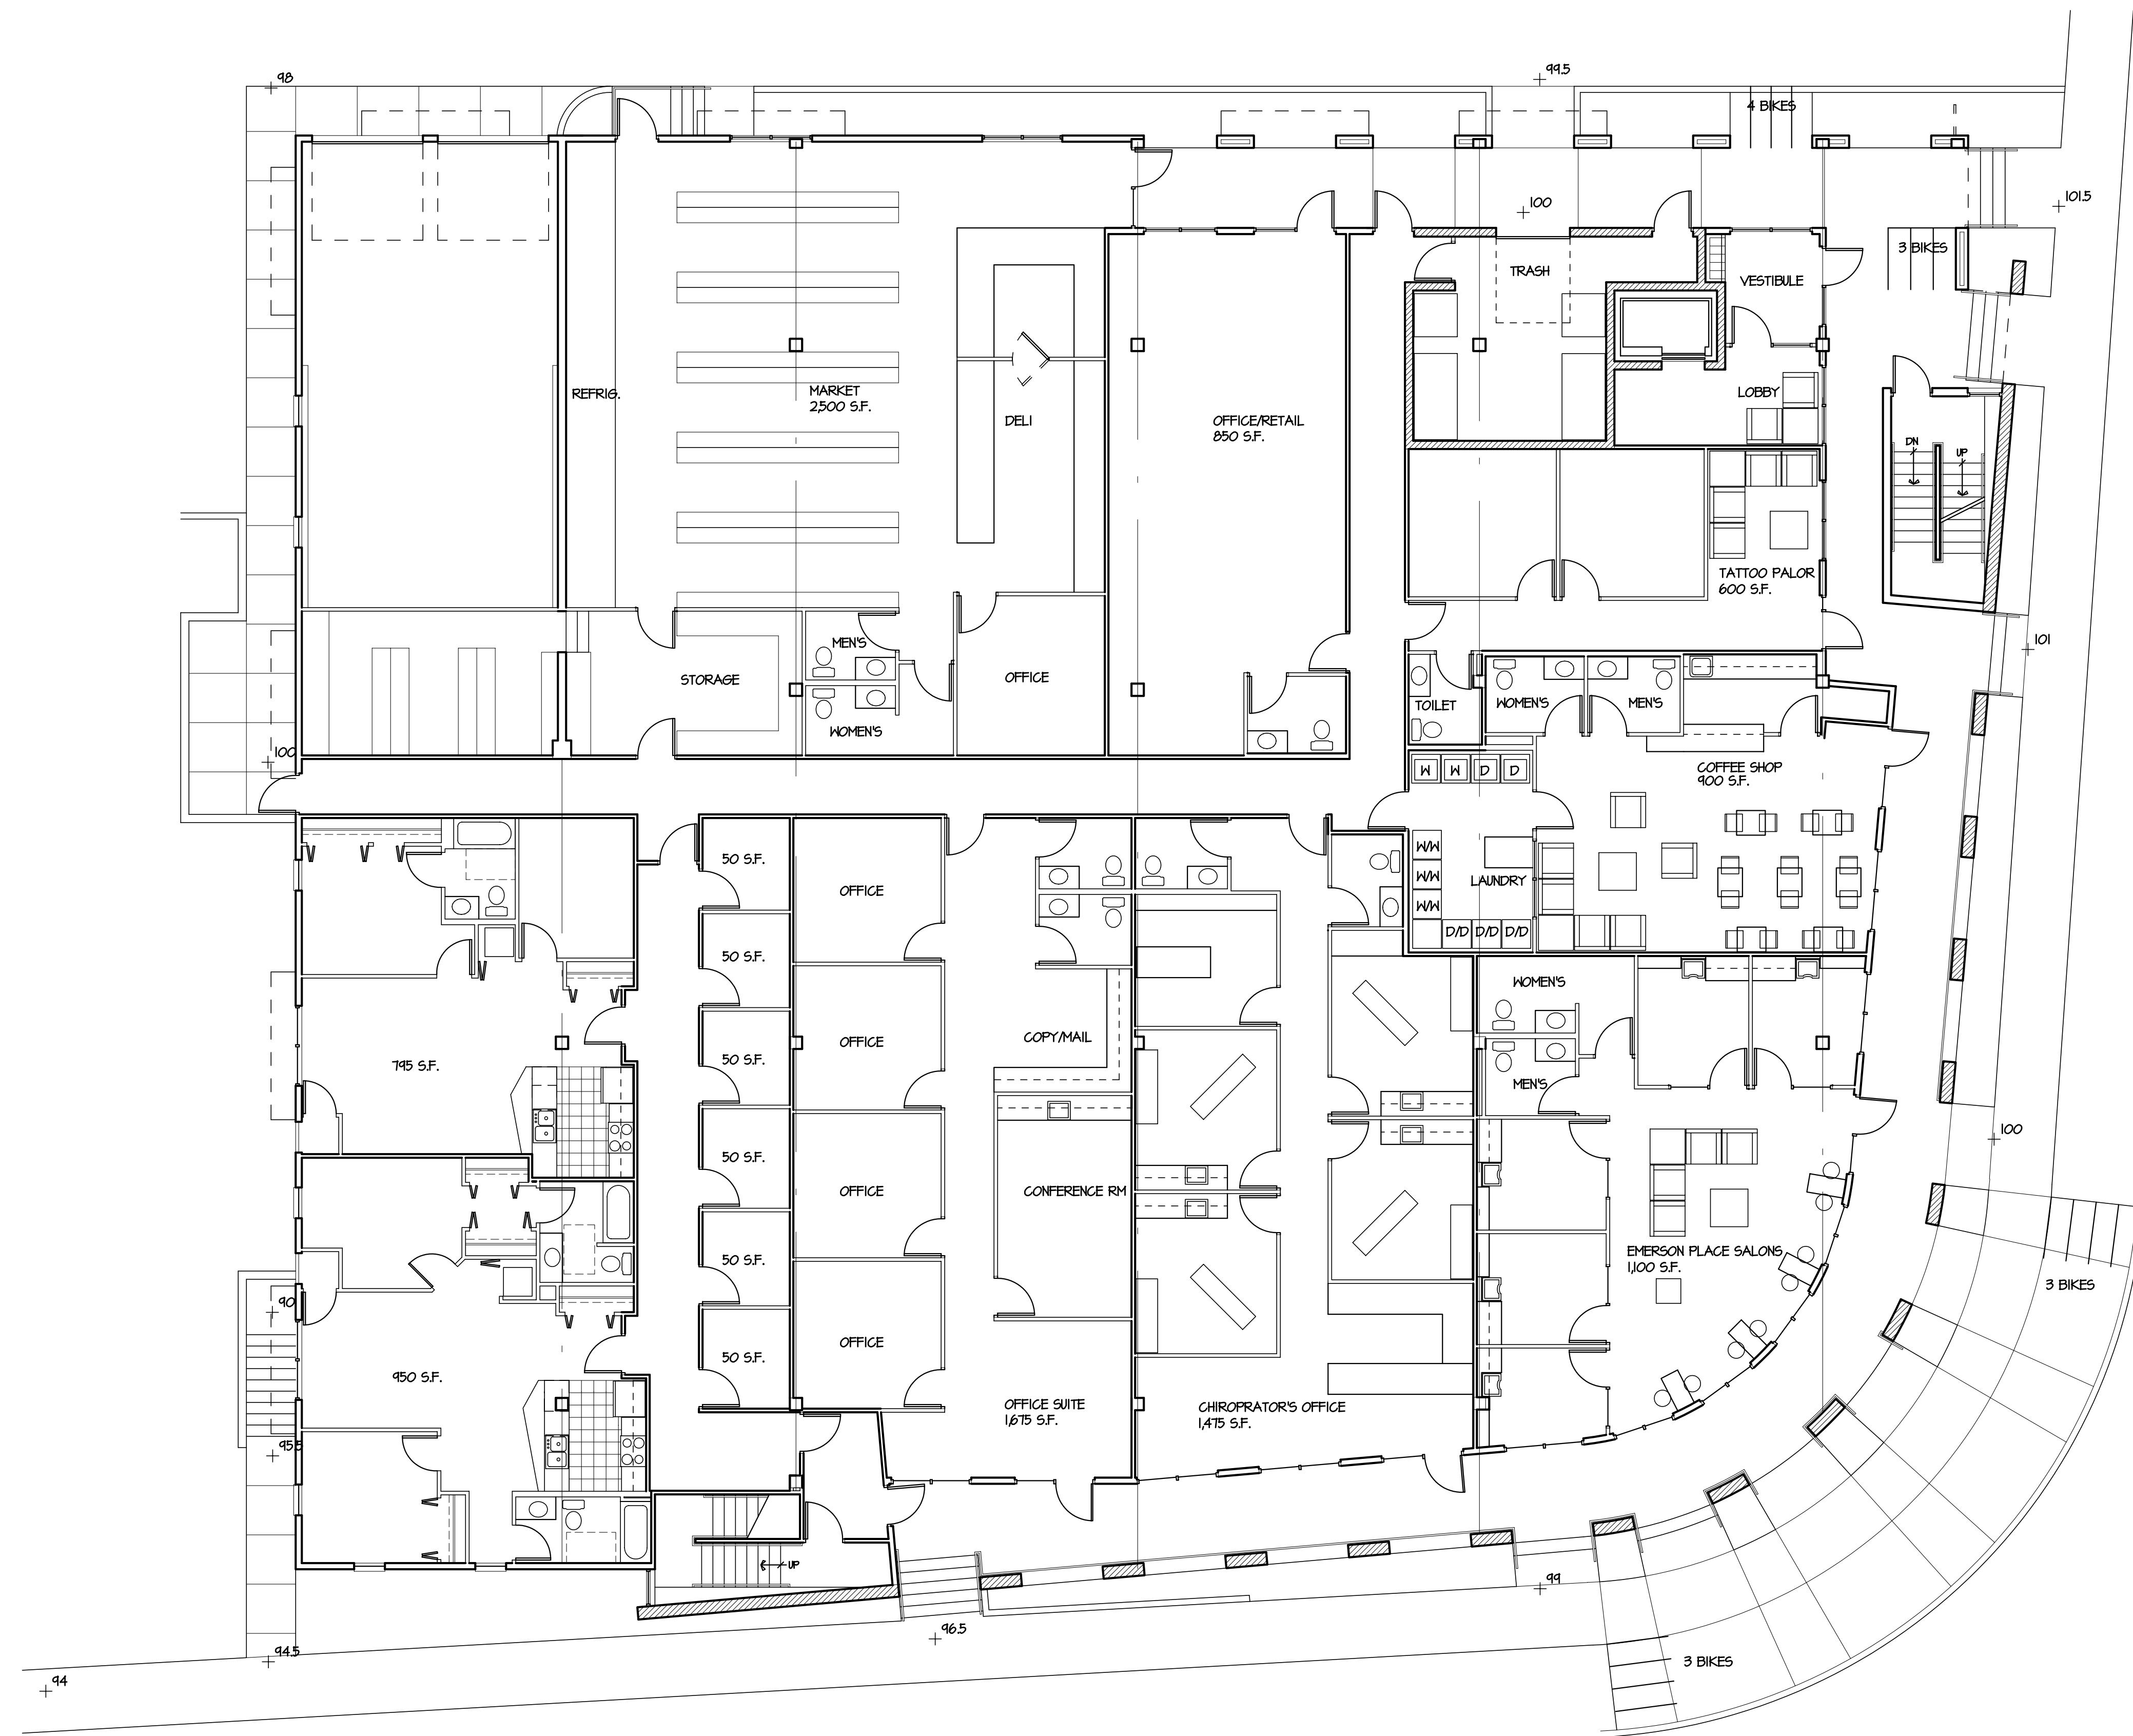 98
99.5
4 BIKES
101.5
100
3 BIKES
TRASH
VESTIBULE
REFRIG.
MARKET
2,500 S.F.
DELI
OFFICE/RETAIL
850 S.F.
LOBBY
DN
UP
TATTOO PALOR
600 S.F.
101
MEN'S
STORAGE
OFFICE
WOMEN'S
TOILET
WOMEN'S
MEN'S
100
COFFEE SHOP
900 S.F.
W W D D
W/W
W/W
W/W
LAUNDRY
D/D D/D D/D
50 S.F.
OFFICE
50 S.F.
WOMEN'S
795 S.F.
50 S.F.
OFFICE
COPY/MAIL
MEN'S
100
50 S.F.
OFFICE
CONFERENCE RM
50 S.F.
EMERSON PLACE SALONS
1,100 S.F.
3 BIKES
90
50 S.F.
OFFICE
950 S.F.
OFFICE SUITE
1,675 S.F.
CHIROPRATOR'S OFFICE
1,475 S.F.
95.5
UP
99
96.5
94.5
94
3 BIKES